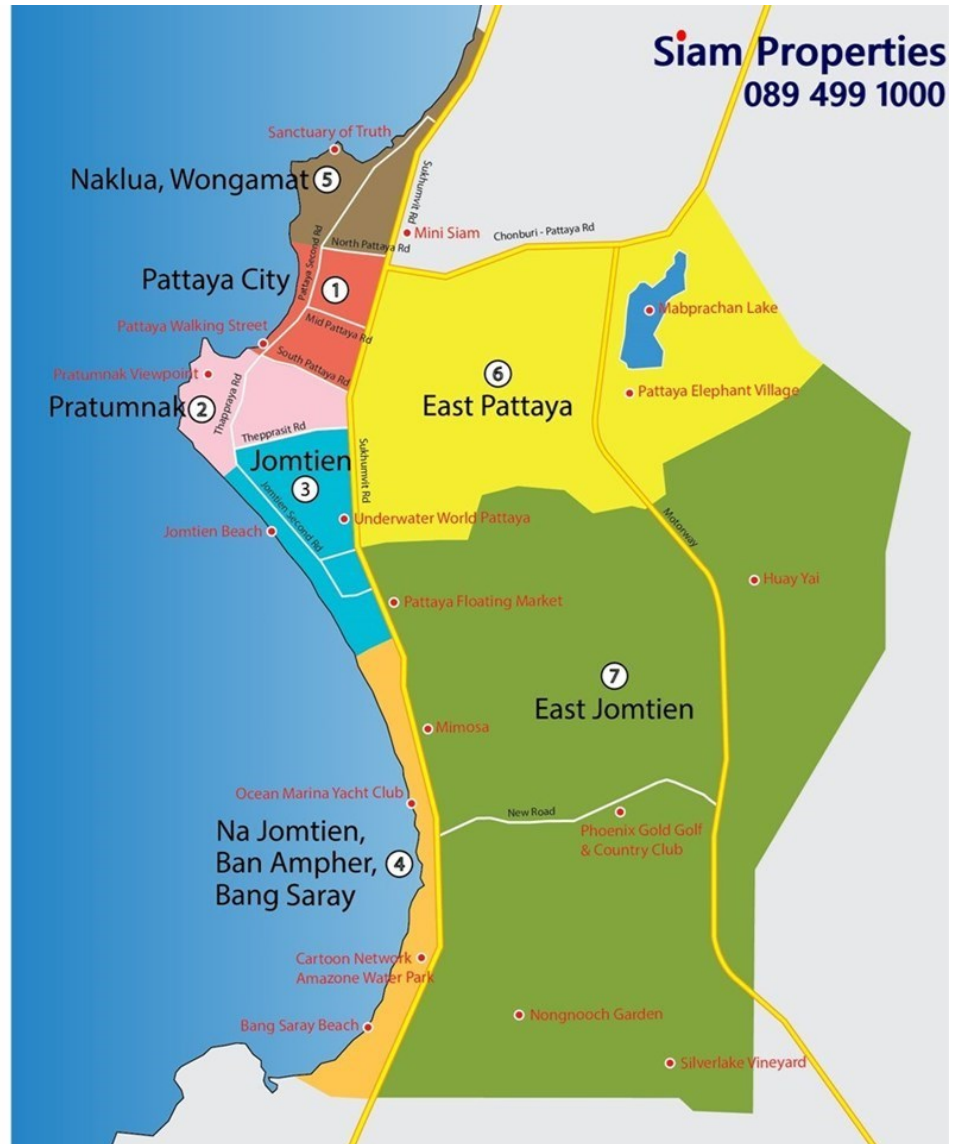 Siam Properties
089 499 1000
Sanctuary of Truth
Naklua, Wongamat 5
Sukhumvit Rd
Mini Siam
Chonburi - Pattaya Rd
North Pattaya Rd
Pattaya Second Rd
Pattaya City
1
Mabprachan Lake
Mid Pattaya Rd
Pattaya Walking Street
South Pattaya Rd
Pratumnak Viewpoint
6
East Pattaya
Pattaya Elephant Village
Pratumnak 2
Thappraya Rd
Thepprasit Rd
Jomtien
3
Sukhumvit Rd
Jomtien Second Rd
Underwater World Pattaya
Jomtien Beach
Motorway
Huay Yai
Pattaya Floating Market
7
East Jomtien
Mimosa
Ocean Marina Yacht Club
New Road
Phoenix Gold Golf
& Country Club
Na Jomtien,
Ban Ampher, 4
Bang Saray
Cartoon Network
Amazone Water Park
Nongnooch Garden
Bang Saray Beach
Silverlake Vineyard